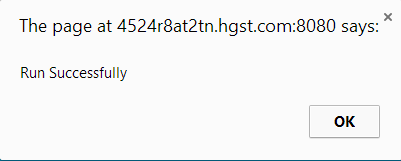 The page at 4524r8at2tn.hgst.com:8080 says:
Run Successfully
OK